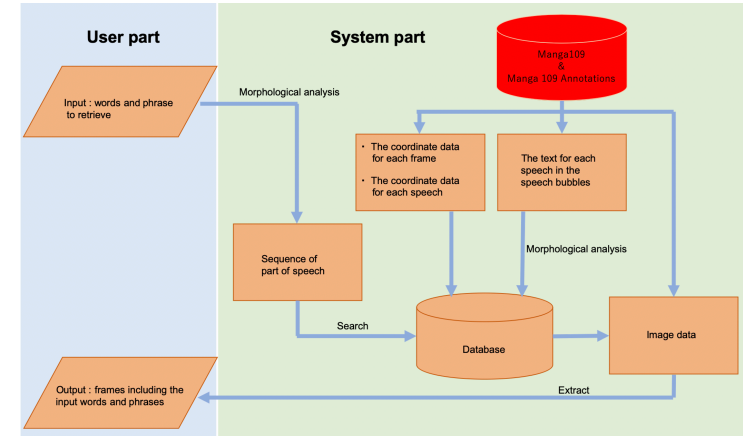 User part
System part
Manga109
&
Manga 109 Annotations
Input : words and phrase
to retrieve
Morphological analysis
・ The coordinate data
for each frame
・ The coordinate data
for each speech
The text for each
speech in the
speech bubbles
Sequence of
part of speech
Morphological analysis
Search
Database
Image data
Output : frames including the
input words and phrases
Extract